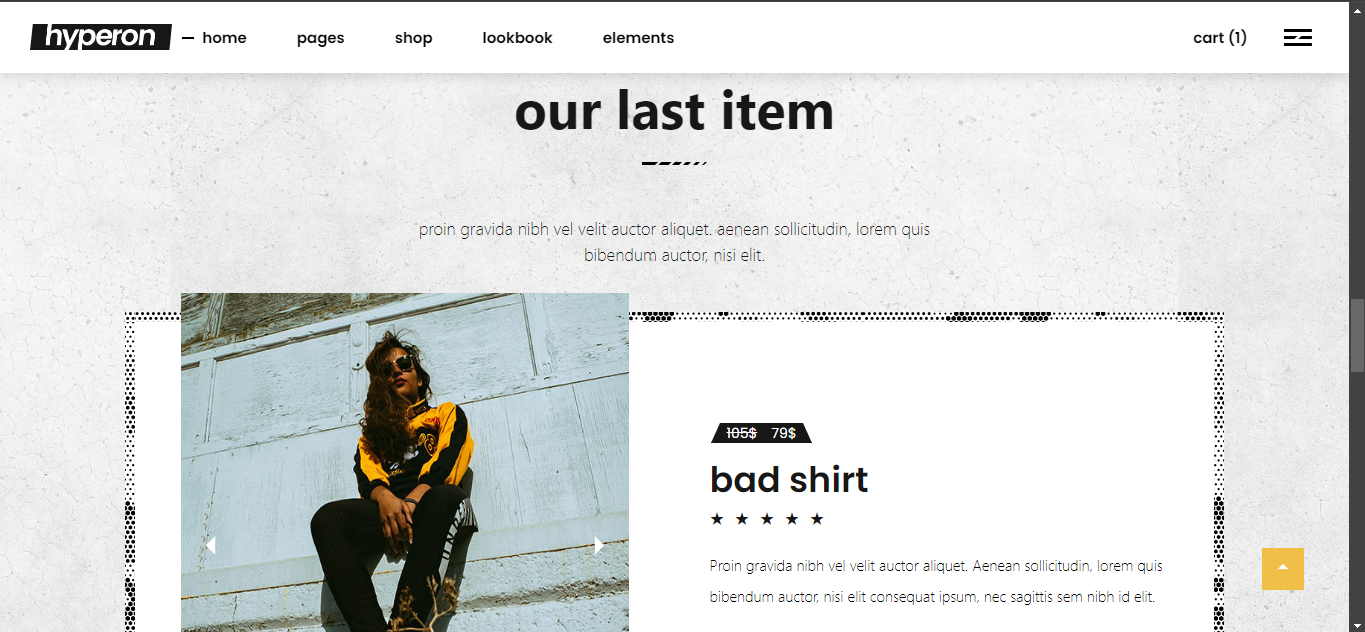 hyperon
home
pages
shop
lookbook
elements
cart (1)
our last item
proin gravida nibh vel velit auctor aliquet. aenean sollicitudin, lorem quis
bibendum auctor, nisi elit.
105$ 79$
bad shirt
Proin gravida nibh vel velit auctor aliquet. Aenean sollicitudin, lorem quis
bibendum auctor, nisi elit consequat ipsum, nec sagittis sem nibh id elit.